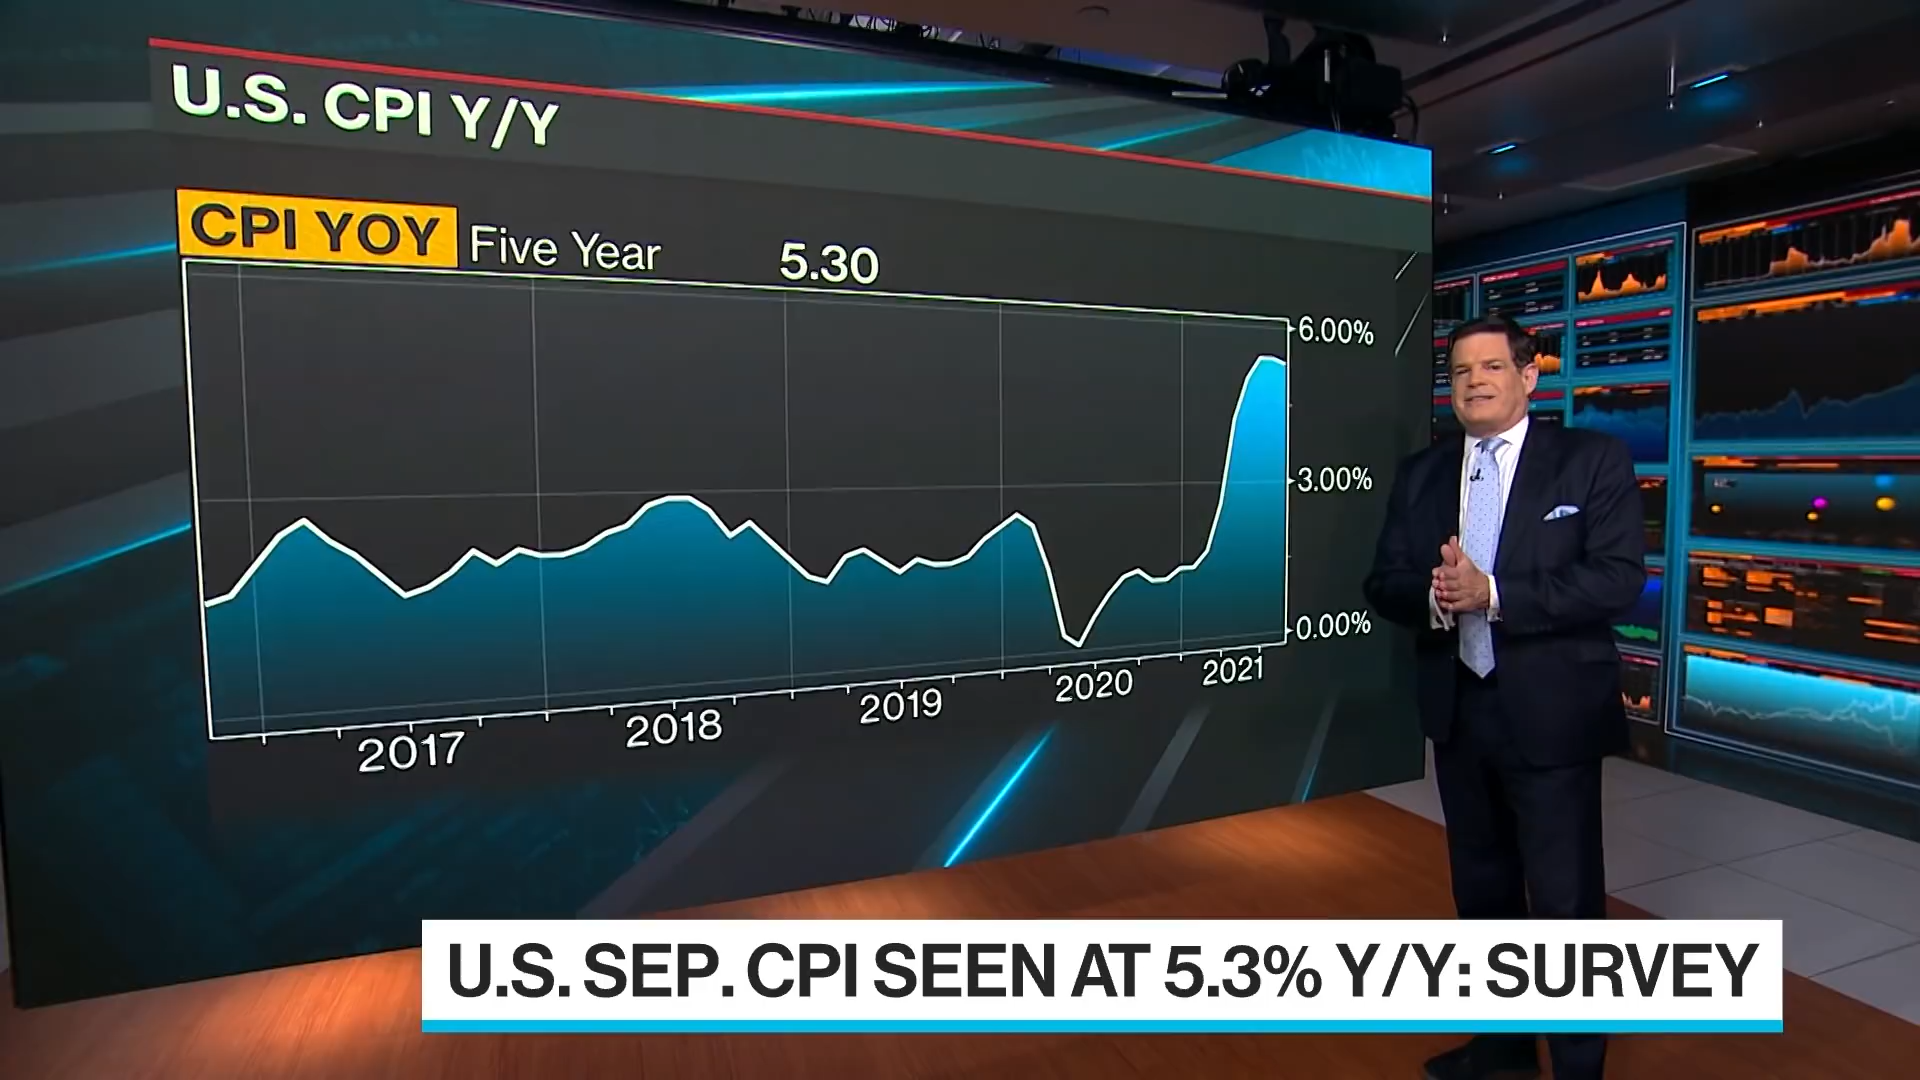 U.S. CPI Y/Y
CPI YOY Five Year 5.30
6.00%
3.00%
0.00%
2017 2018 2019 2020 2021
U.S. SEP. CPI SEEN AT 5.3% Y/Y: SURVEY